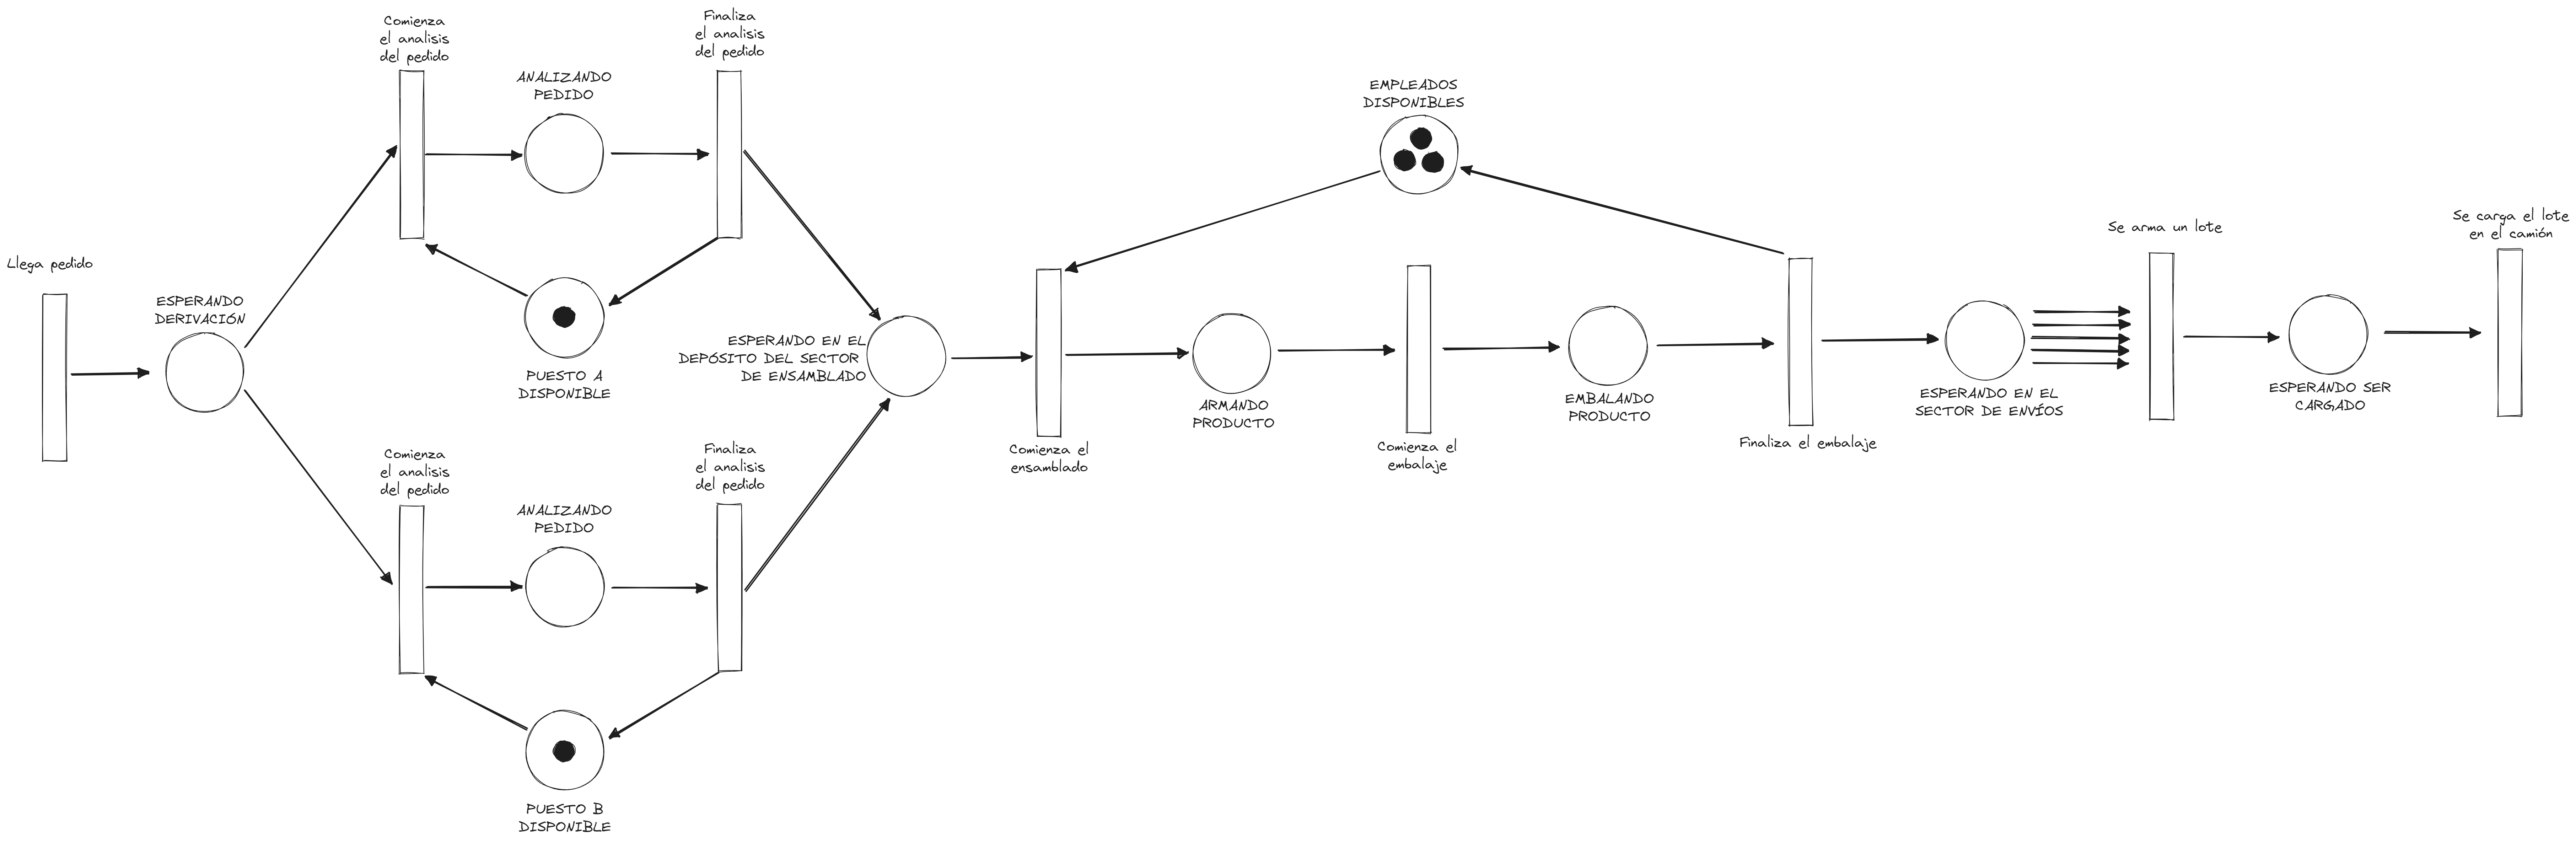 Llega pedido
ESPERANDO
DERIVACIÓN
Comienza
el analisis
del pedido
ANALIZANDO
PEDIDO
Finaliza
el analisis
del pedido
PUESTO A
DISPONIBLE
Comienza
el analisis
del pedido
ANALIZANDO
PEDIDO
Finaliza
el analisis
del pedido
PUESTO B
DISPONIBLE
ESPERANDO EN EL
DEPÓSITO DEL SECTOR
DE ENSAMBLADO
Comienza el
ensamblado
EMPLEADOS
DISPONIBLES
ARMANDO
PRODUCTO
Comienza el
embalaje
EMBALANDO
PRODUCTO
Finaliza el embalaje
ESPERANDO EN EL
SECTOR DE ENVÍOS
Se arma un lote
ESPERANDO SER
CARGADO
Se carga el lote
en el camión